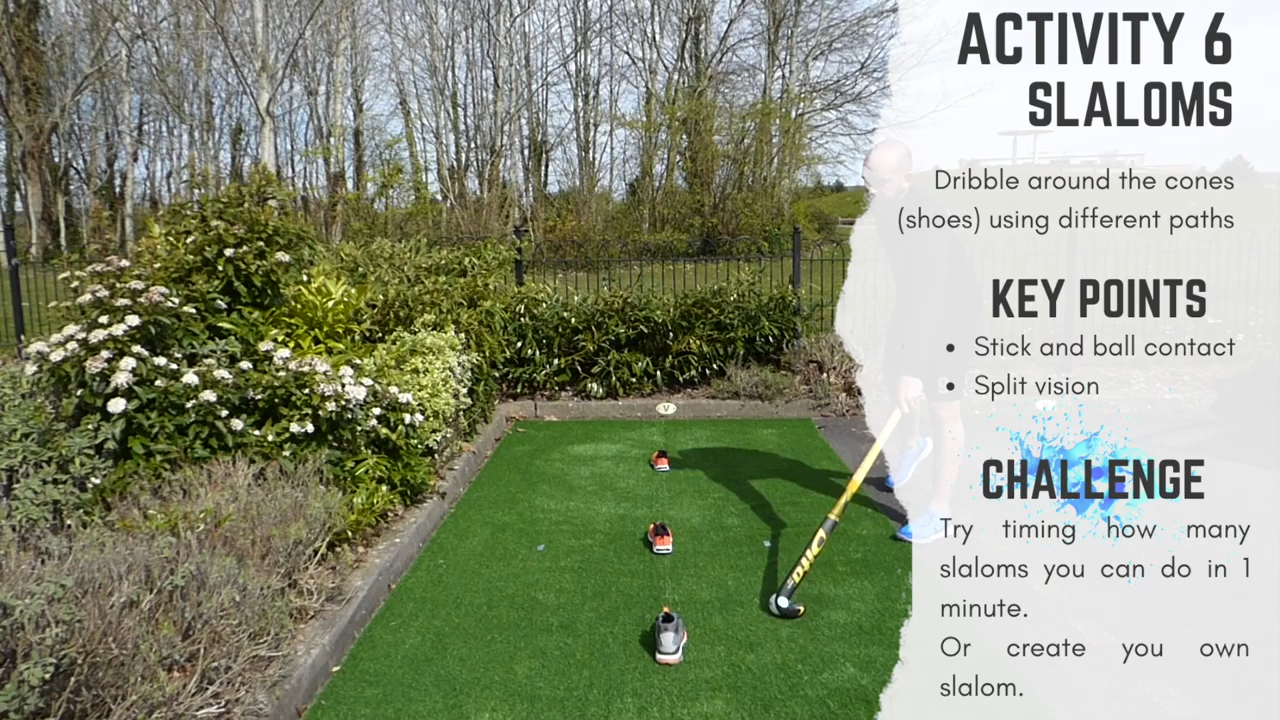 ACTIVITY 6
SLALOMS
Dribble around the cones
(shoes) using different paths
KEY POINTS
• Stick and ball contact
• Split vision
CHALLENGE
Try timing how many
slaloms you can do in 1
minute.
Or create you own
slalom.
V